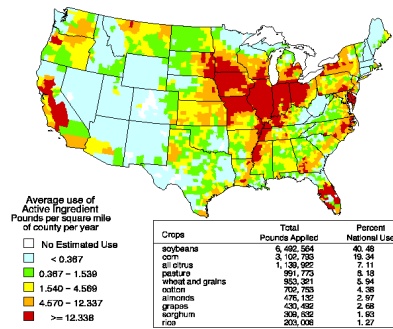 Average use of
Active Ingredient
Pounds per square mile
of county per year
No Estimated Use
< 0.367
0.367 – 1.539
1.540 – 4.569
4.570 – 12.337
>= 12.338
Crops Total Pounds Applied Percent National Use
soybeans 6,492,564 40.48
corn 3,102,793 19.34
all citrus 1,139,922 7.11
pasture 991,773 6.18
wheat and grains 953,321 5.94
cotton 702,753 4.38
almonds 476,132 2.97
grapes 430,492 2.68
sorghum 309,632 1.93
rice 203,008 1.27